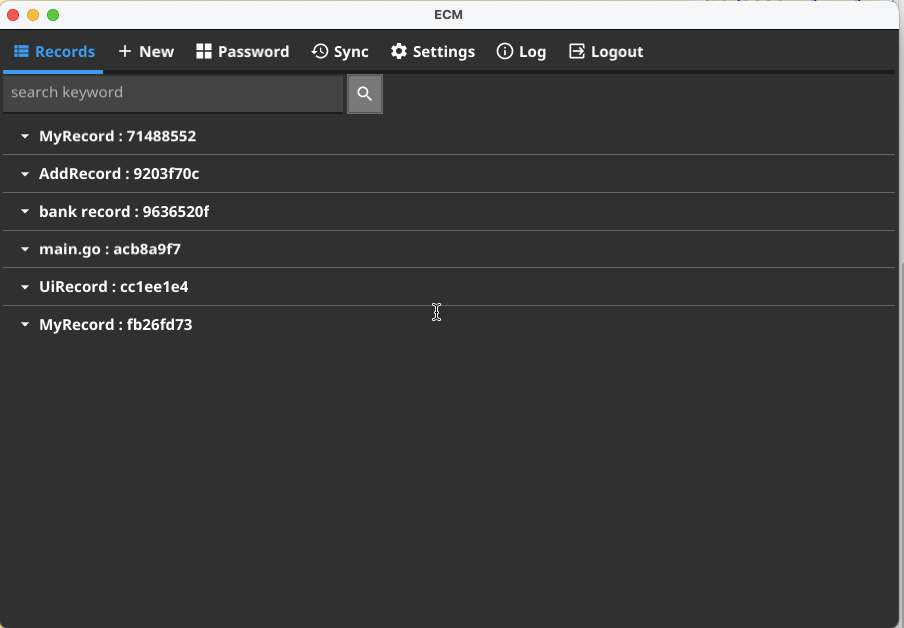 ECM
Records New Password Sync Settings Log Logout
search keyword
MyRecord : 71488552
AddRecord : 9203f70c
bank record : 9636520f
main.go : acb8a9f7
UiRecord : cc1ee1e4
MyRecord : fb26fd73